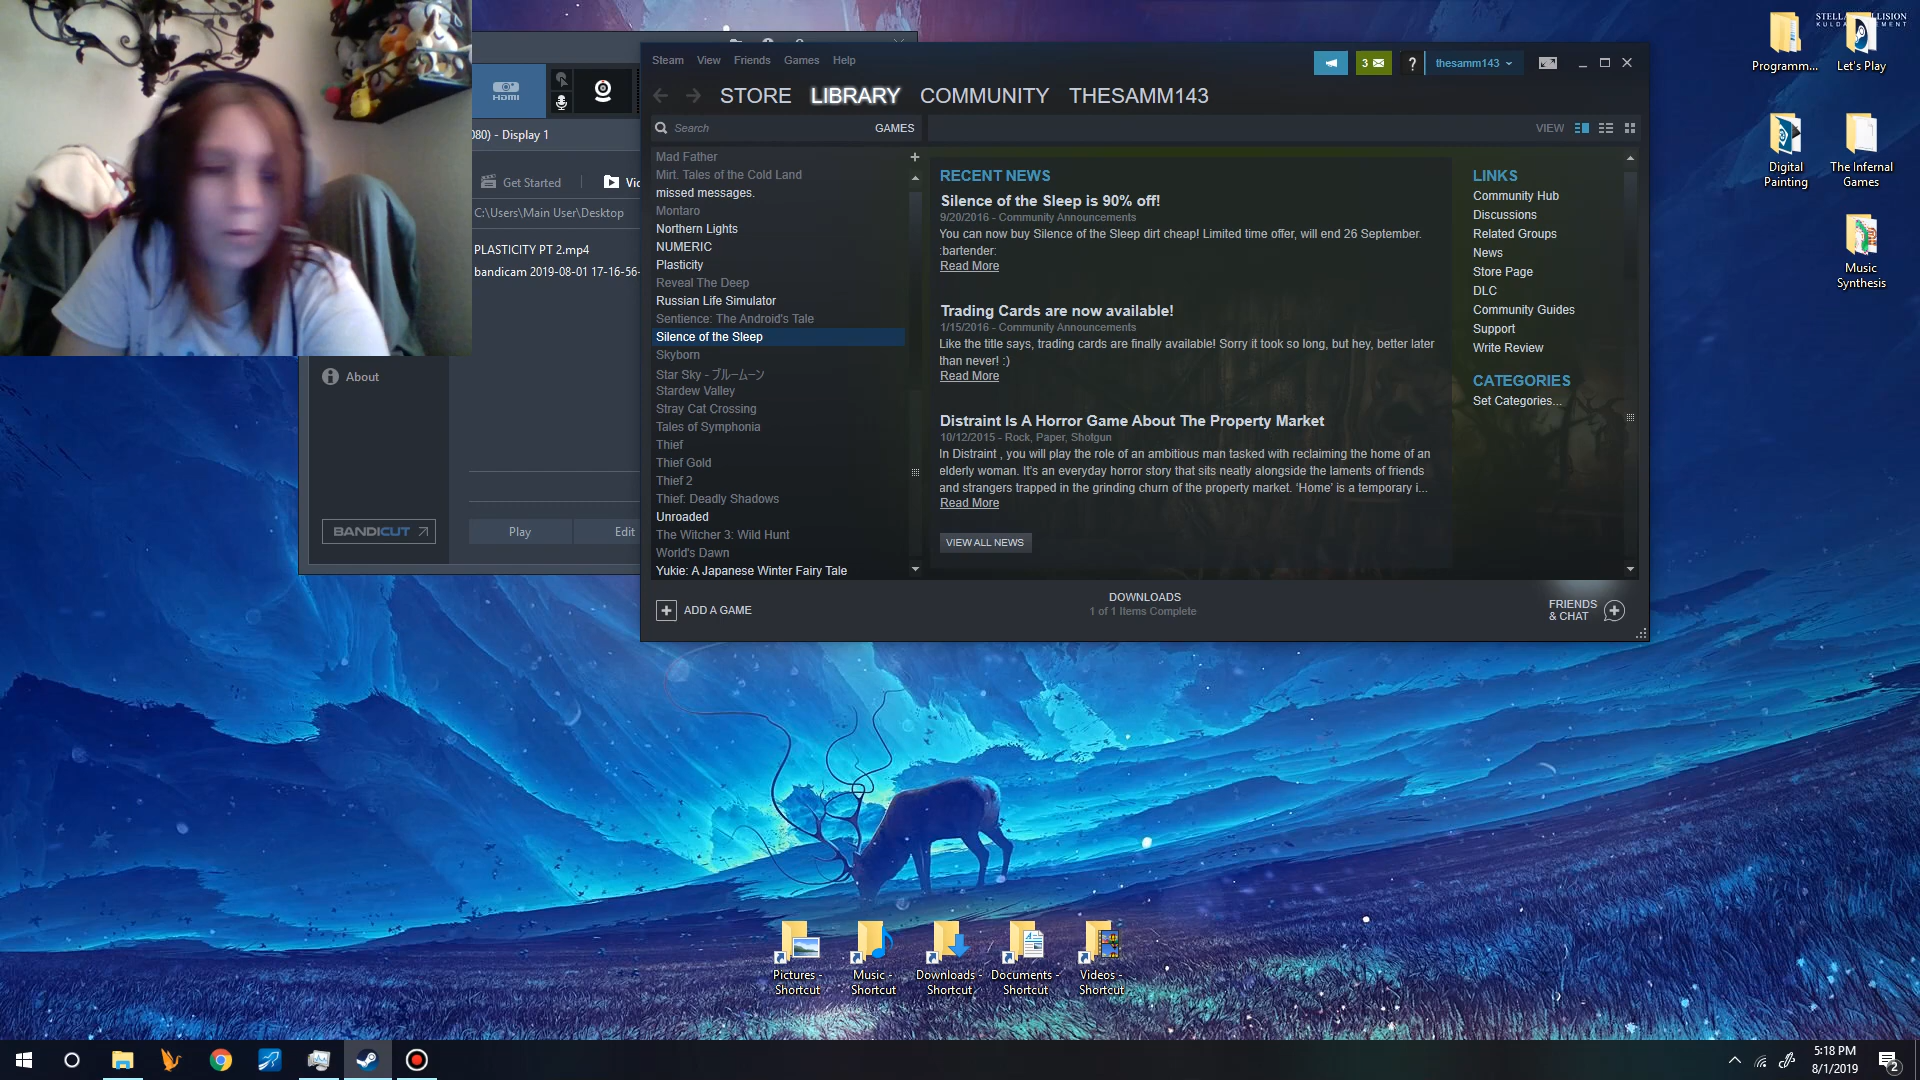 HDMI
080) - Display 1
Get Started
Vic
C:\Users\Main User\Desktop
PLASTICITY PT 2.mp4
bandicam 2019-08-01 17-16-56-
About
BANDICUT
Play
Edit
Steam View Friends Games Help
3
?
thesamm143
STORE LIBRARY COMMUNITY THESAMM143
Search
GAMES
VIEW
Mad Father
Mirt. Tales of the Cold Land
missed messages.
Montaro
Northern Lights
NUMERIC
Plasticity
Reveal The Deep
Russian Life Simulator
Sentience: The Android's Tale
Silence of the Sleep
Skyborn
Star Sky - ブルームーン
Stardew Valley
Stray Cat Crossing
Tales of Symphonia
Thief
Thief Gold
Thief 2
Thief: Deadly Shadows
Unroaded
The Witcher 3: Wild Hunt
World's Dawn
Yukie: A Japanese Winter Fairy Tale
RECENT NEWS
Silence of the Sleep is 90% off!
9/20/2016 - Community Announcements
You can now buy Silence of the Sleep dirt cheap! Limited time offer, will end 26 September.
:bartender:
Read More
Trading Cards are now available!
1/15/2016 - Community Announcements
Like the title says, trading cards are finally available! Sorry it took so long, but hey, better later
than never! :)
Read More
Distraint Is A Horror Game About The Property Market
10/12/2015 - Rock, Paper, Shotgun
In Distraint , you will play the role of an ambitious man tasked with reclaiming the home of an
elderly woman. It's an everyday horror story that sits neatly alongside the laments of friends
and strangers trapped in the grinding churn of the property market. ‘Home’ is a temporary i...
Read More
VIEW ALL NEWS
LINKS
Community Hub
Discussions
Related Groups
News
Store Page
DLC
Community Guides
Support
Write Review
CATEGORIES
Set Categories...
ADD A GAME
DOWNLOADS
1 of 1 Items Complete
FRIENDS
& CHAT
Programm...
Let's Play
Digital
Painting
The Infernal
Games
Music
Synthesis
Pictures -
Shortcut
Music -
Shortcut
Downloads -
Shortcut
Documents -
Shortcut
Videos -
Shortcut
5:18 PM
8/1/2019
2